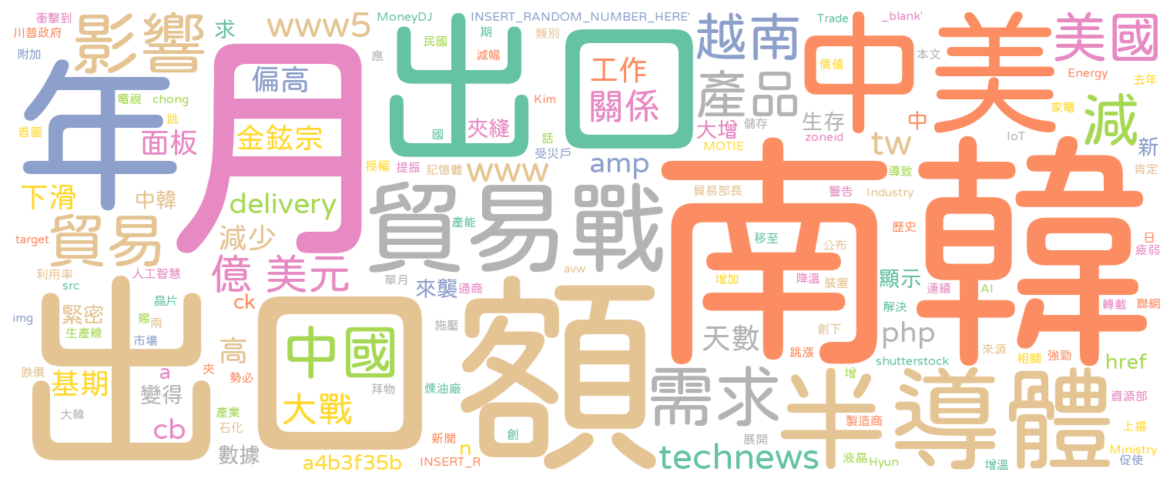 衝擊到 MoneyDJ 期 INSERT_RANDOM_NUMBER_HERE' 類別 Trade _blank'
川普政府 影響 求 www5 民國 減幅 越南 中美 美國
附加 偏高 應 出口 工作 價值 本文 Energy 去年
年 月 電視 chong Kim 關係 產品 儲存 生存 家電 減
首圖 跳 面板 金鉉宗 國 夾縫 話 大增 MOTIE zoneid 中 IoT 新
授權 提振 記憶體 受災戶 tw 導致 肯定
下滑 中韓 delivery www amp 貿易部長 警告 Industry
貿易 減少 貿易戰 產能 南韓 歷史 日
target 移至 公布 疲弱
利用率 人工智慧 億 美元 單月 來襲 通商 avw 增加 降溫 裝置 顯示 連續 AI 轉載 聯網
src 緊密 晶片 ck 解決
img 生產線 賜 兩 市場 出口 額 施壓 天數 創下 php
中國 高 跳漲 shutterstock 來源 相關 強勁 href
跌價 基期 a 夾 勢必 拜物 煉油廠 需求 增 半導體
大韓 變得 大戰 產業 製造商 資源部
cb 石化 新聞 創 展開 上揚
數據 n technews 液晶 Ministry
a4b3f35b INSERT_R Hyun 增溫 促使